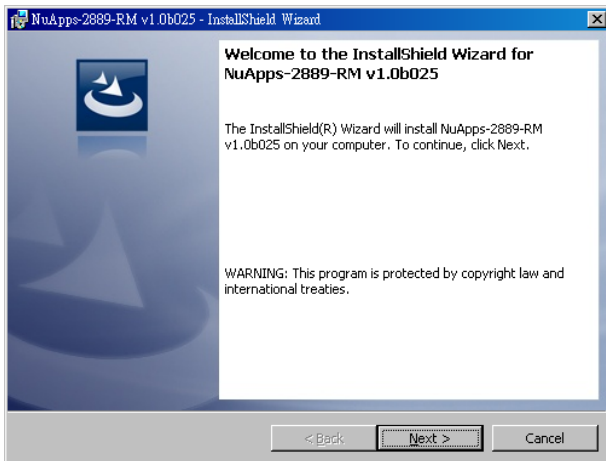 NuApps-2889-RM v1.0b025 - InstallShield Wizard
Welcome to the InstallShield Wizard for
NuApps-2889-RM v1.0b025
The InstallShield(R) Wizard will install NuApps-2889-RM
v1.0b025 on your computer. To continue, click Next.
WARNING: This program is protected by copyright law and
international treaties.
< Back Next > Cancel